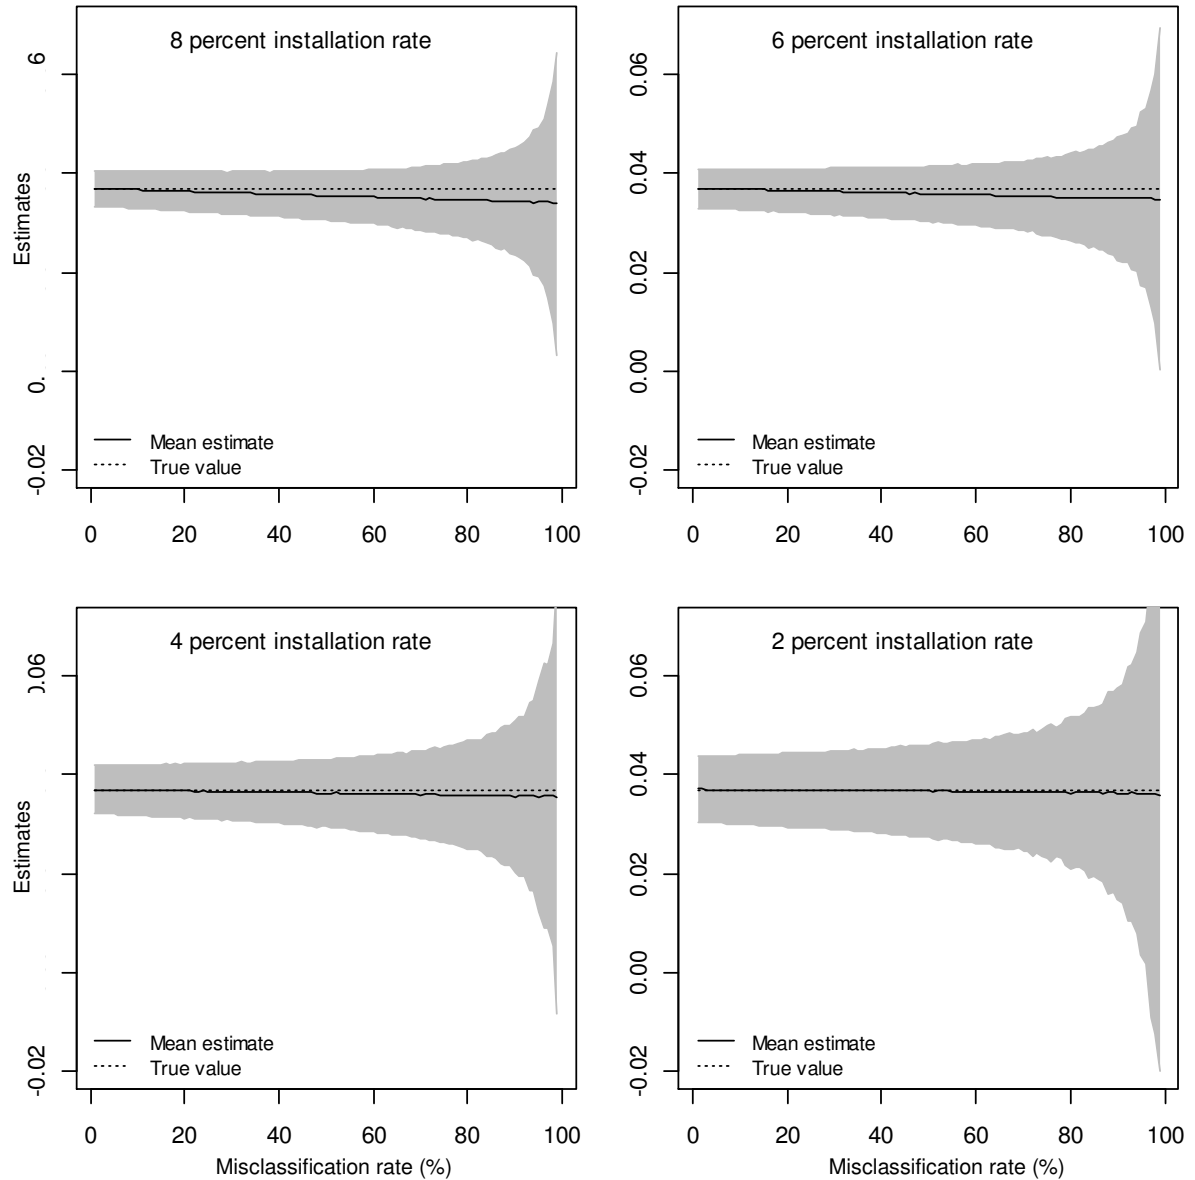 8 percent installation rate
6
Estimates
0.
-0.02
Mean estimate
True value
0 20 40 60 80 100
6 percent installation rate
0.06
0.04
0.02
0.00
-0.02
Mean estimate
True value
0 20 40 60 80 100
4 percent installation rate
0.06
Estimates
-0.02
Mean estimate
True value
0 20 40 60 80 100
Misclassification rate (%)
2 percent installation rate
0.06
0.04
0.02
0.00
-0.02
Mean estimate
True value
0 20 40 60 80 100
Misclassification rate (%)